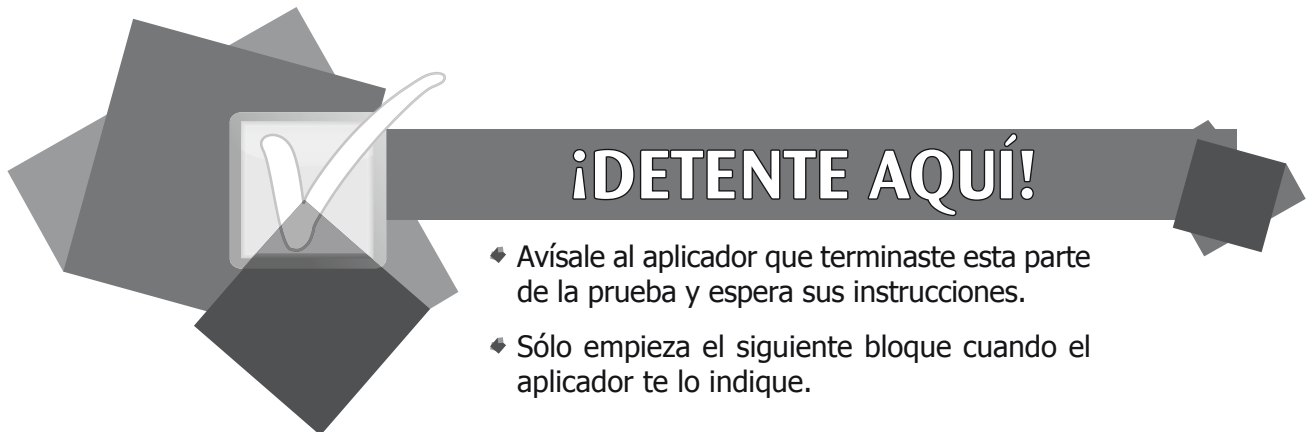 ¡DETENTE AQUÍ!
Avísale al aplicador que terminaste esta parte
de la prueba y espera sus instrucciones.
Sólo empieza el siguiente bloque cuando el
aplicador te lo indique.